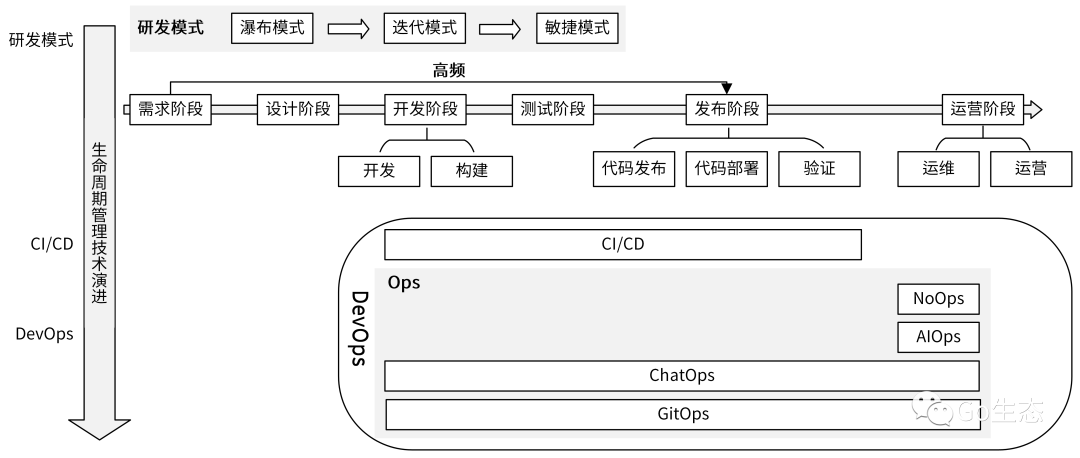 研发模式
研发模式
瀑布模式
迭代模式
敏捷模式
高频
需求阶段
设计阶段
开发阶段
测试阶段
发布阶段
运营阶段
开发
构建
代码发布
代码部署
验证
运维
运营
生命周期管理技术演进
CI/CD
DevOps
DevOps
CI/CD
Ops
NoOps
AIOps
ChatOps
GitOps
Go生态